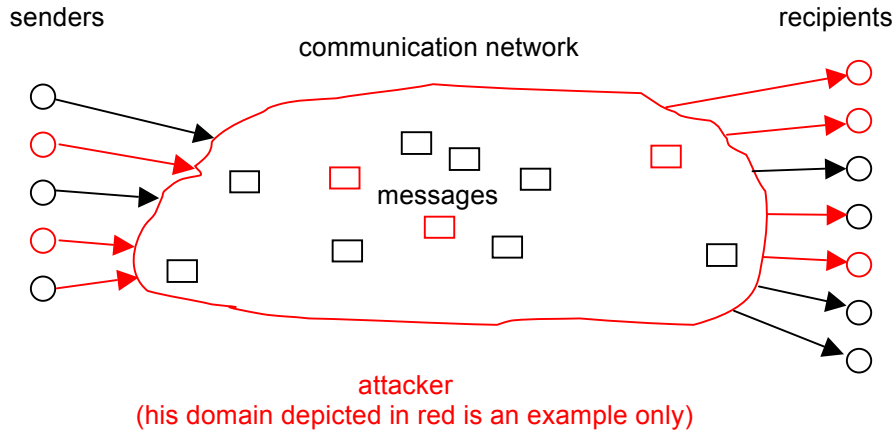 senders
recipients
communication network
messages
attacker
(his domain depicted in red is an example only)